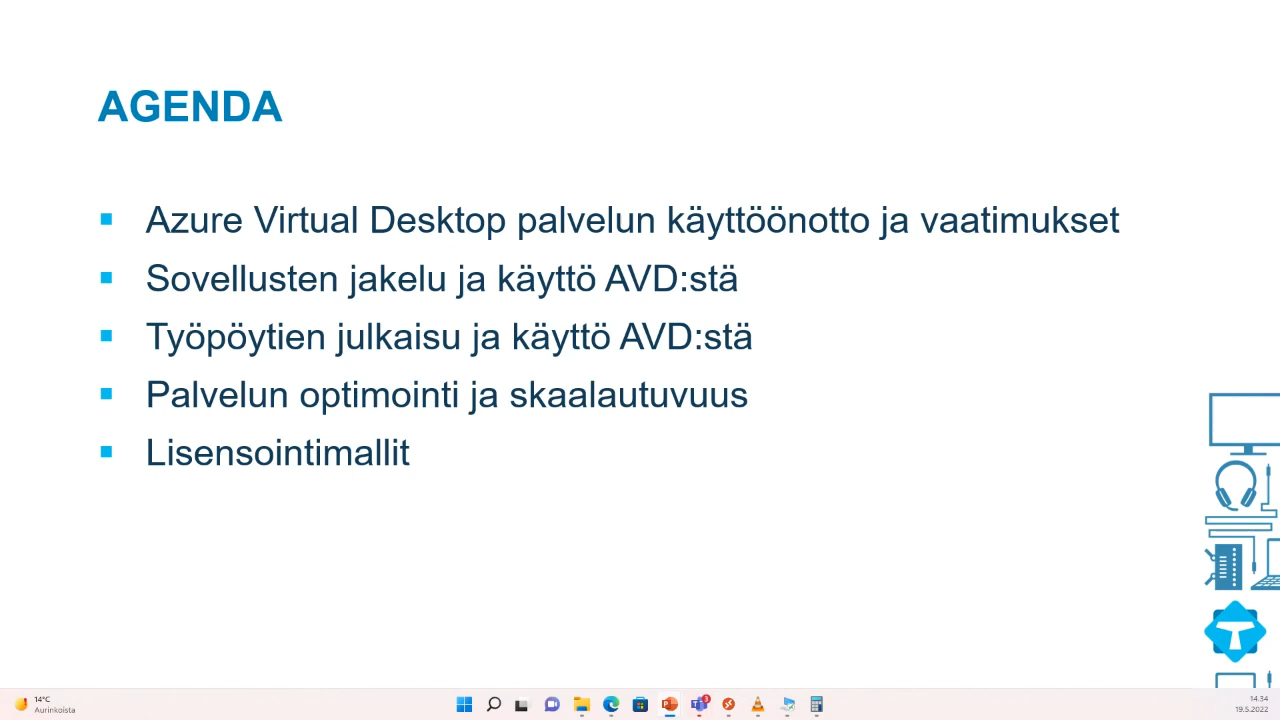 AGENDA
Azure Virtual Desktop palvelun käyttöönotto ja vaatimukset
Sovellusten jakelu ja käyttö AVD:stä
Työpöytien julkaisu ja käyttö AVD:stä
Palvelun optimointi ja skaalautuvuus
Lisensointimallit
14°C
Aurinkoista
3
14.34
19.5.2022